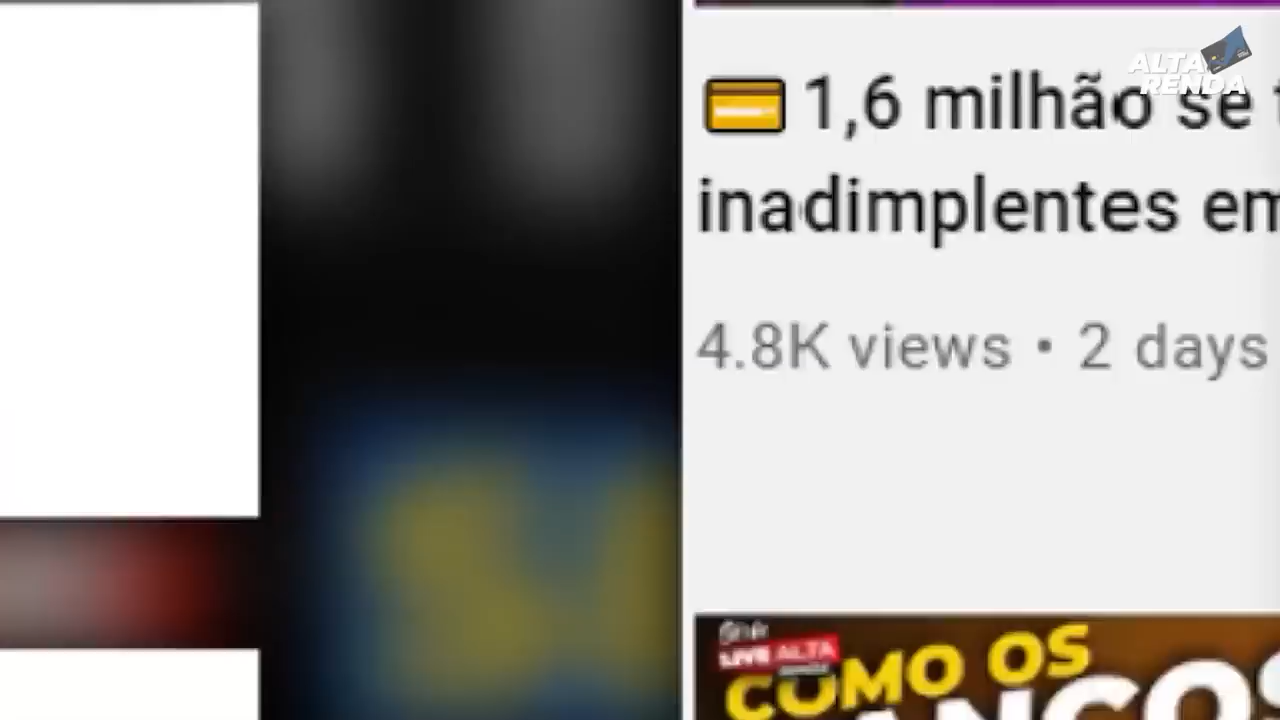 ALTA
RENDA
💳 1,6 milhão se
inadimplentes em
4.8K views • 2 days
LIVE ALTA
COMO OS